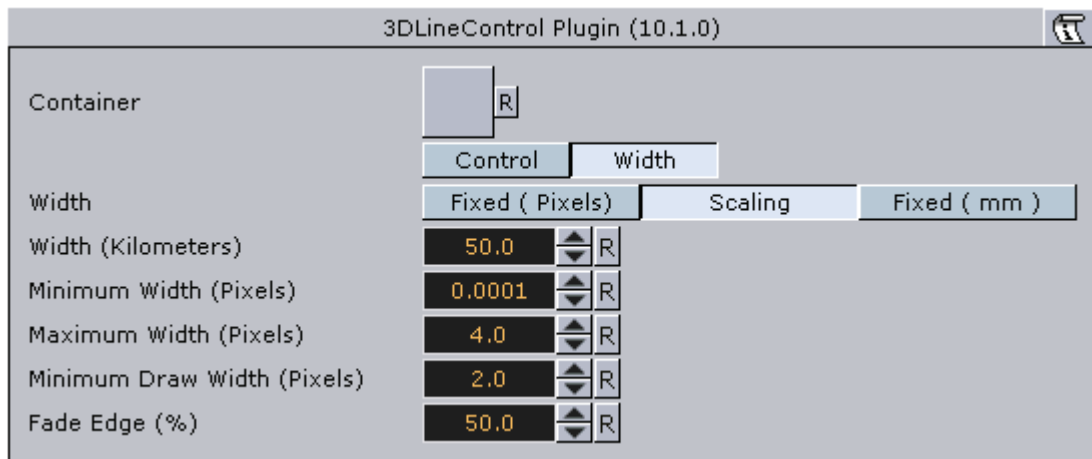 3DLineControl Plugin (10.1.0)
Container R
Control Width
Width Fixed ( Pixels) Scaling Fixed ( mm )
Width (Kilometers) 50.0 R
Minimum Width (Pixels) 0.0001 R
Maximum Width (Pixels) 4.0 R
Minimum Draw Width (Pixels) 2.0 R
Fade Edge (%) 50.0 R